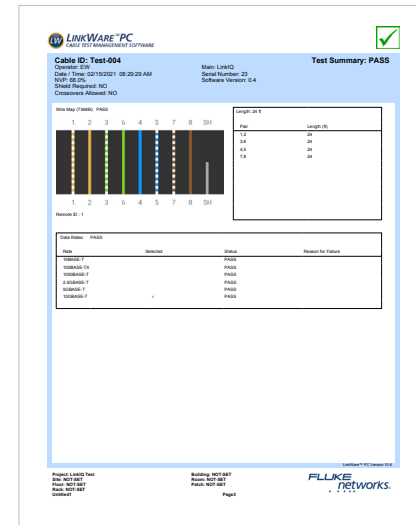 LINKWARE™PC
CABLE TEST MANAGEMENT SOFTWARE
Cable ID: Test-004
Test Summary: PASS
Operator: EW
Date / Time: 02/15/2021 08:29:29 AM
NVP: 68.0%
Shield Required: NO
Crossovers Allowed: NO
Main: LinkIQ
Serial Number: 23
Software Version: 0.4
Wire Map (T568B) PASS
1 2 3 6 4 5 7 8 SH
1 2 3 6 4 5 7 8 SH
Remote ID : 1
Length: 24 ft
Pair Length (ft)
1,2 24
3,6 24
4,5 24
7,8 24
Data Rates: PASS
Rate Selected Status Reason for Failure
10BASE-T PASS
100BASE-TX PASS
1000BASE-T PASS
2.5GBASE-T PASS
5GBASE-T PASS
10GBASE-T √ PASS
Project: LinkIQ Test
Site: NOT-SET
Floor: NOT-SET
Rack: NOT-SET
Untitled1
Building: NOT-SET
Room: NOT-SET
Patch: NOT-SET
Page3
LinkWare™ PC Version 10.8
FLUKE
networks.